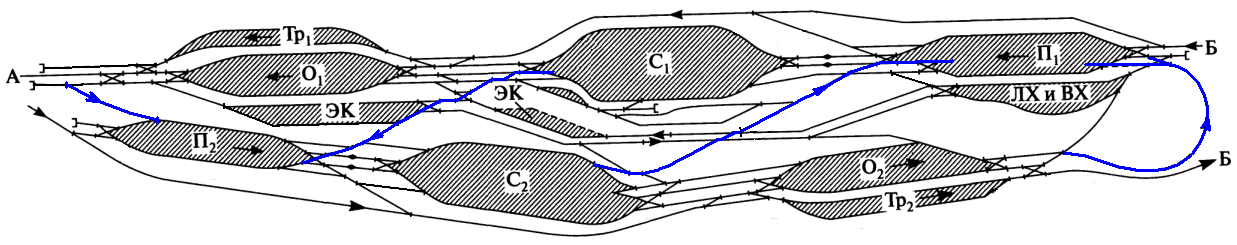 Тр₁
Б
А
О₁
С₁
П₁
ЭК
ЭК
ЛХ и ВХ
П₂
С₂
О₂
Б
Тр₂